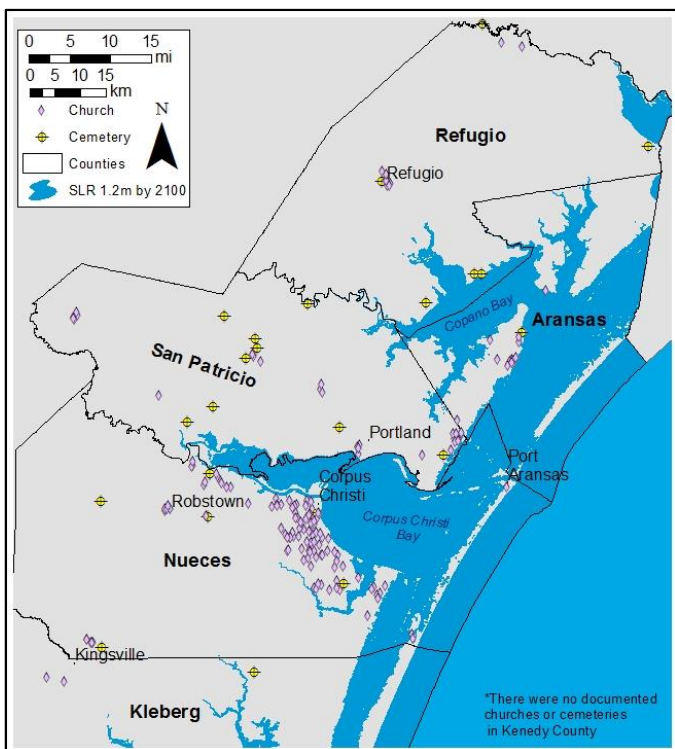 0 5 10 15
mi
0 5 10 15
km
Church
Cemetery
Counties
SLR 1.2m by 2100
N
Refugio
Refugio
Copano Bay
Aransas
San Patricio
Portland
Port
Aransas
Corpus
Christi
Robstown
Corpus Christi
Bay
Nueces
Kingsville
Kleberg
*There were no documented
churches or cemeteries
in Kenedy County